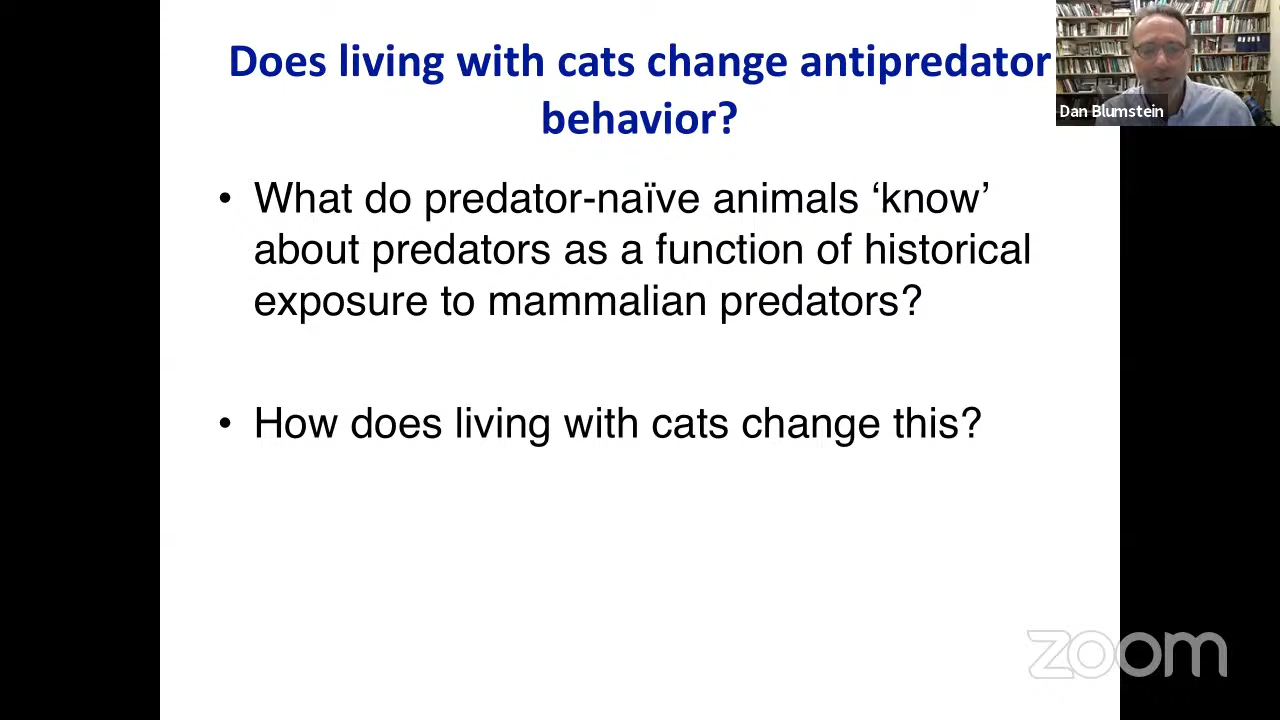 Does living with cats change antipredator
behavior?
• What do predator-naïve animals ‘know’
about predators as a function of historical
exposure to mammalian predators?
• How does living with cats change this?
Dan Blumstein
zoom